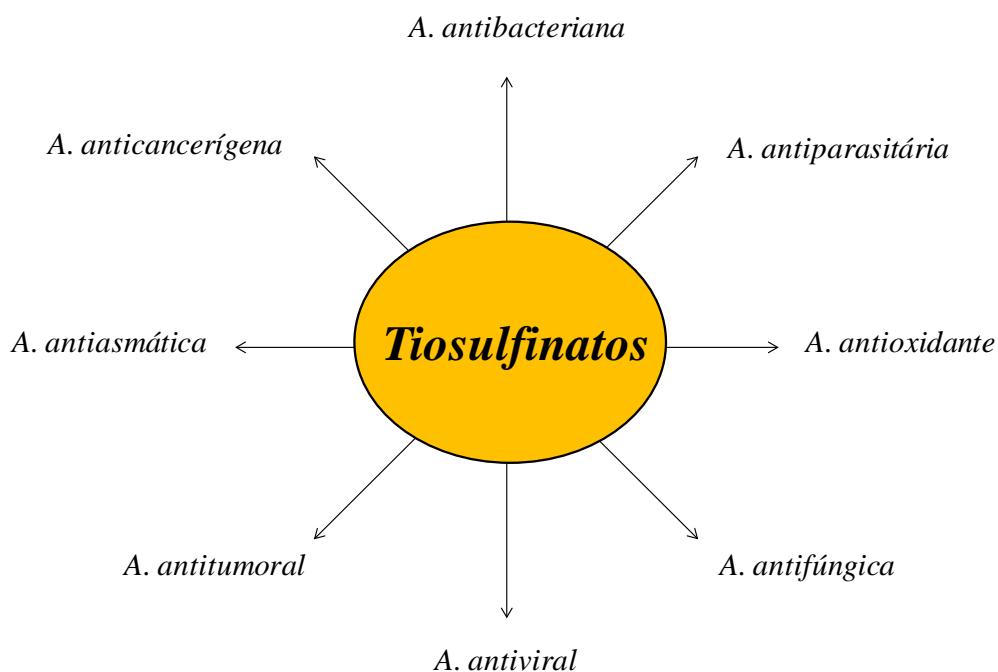 A. antibacteriana
A. anticancerígena
A. antiparasitária
Tiosulfinatos
A. antiasmática
A. antioxidante
A. antitumoral
A. antifúngica
A. antiviral